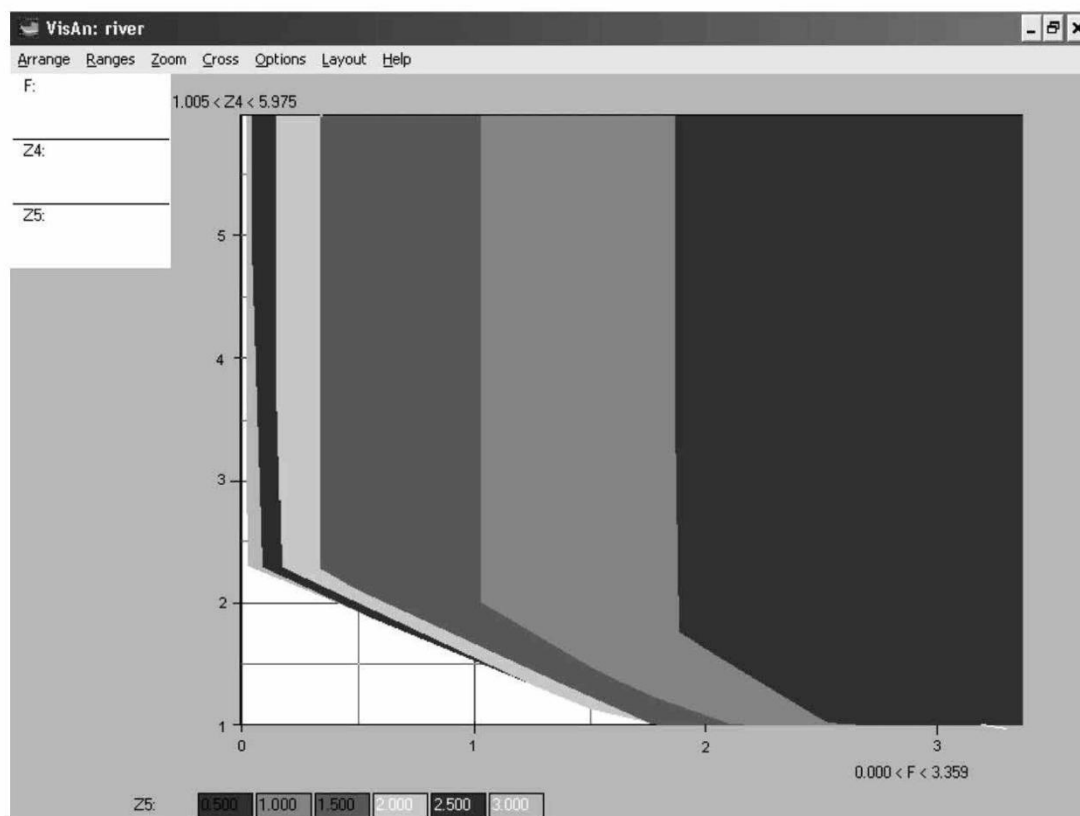 VisAn: river
Arrange Ranges Zoom Cross Options Layout Help
F:
1.005 < Z4 < 5.975
Z4:
Z5:
5
4
3
2
1
0 1 2 3
0.000 < F < 3.359
Z5: 0.500 1.000 1.500 2.000 2.500 3.000